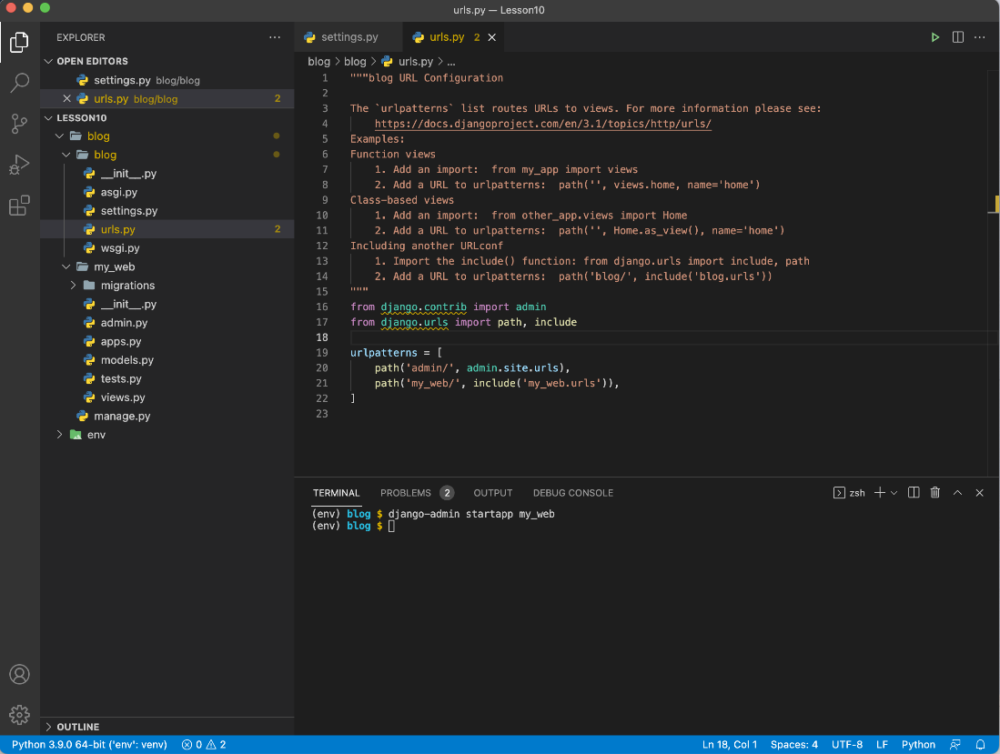 urls.py — Lesson10
EXPLORER
OPEN EDITORS
settings.py blog/blog
urls.py blog/blog 2
LESSON10
blog
blog
__init__.py
asgi.py
settings.py
urls.py 2
wsgi.py
my_web
migrations
__init__.py
admin.py
apps.py
models.py
tests.py
views.py
manage.py
env
OUTLINE
settings.py urls.py 2
blog > blog > urls.py > ...
1 """blog URL Configuration
2
3 The `urlpatterns` list routes URLs to views. For more information please see:
4 https://docs.djangoproject.com/en/3.1/topics/http/urls/
5 Examples:
6 Function views
7 1. Add an import:  from my_app import views
8 2. Add a URL to urlpatterns:  path('', views.home, name='home')
9 Class-based views
10 1. Add an import:  from other_app.views import Home
11 2. Add a URL to urlpatterns:  path('', Home.as_view(), name='home')
12 Including another URLconf
13 1. Import the include() function: from django.urls import include, path
14 2. Add a URL to urlpatterns:  path('blog/', include('blog.urls'))
15 """
16 from django.contrib import admin
17 from django.urls import path, include
18
19 urlpatterns = [
20 path('admin/', admin.site.urls),
21 path('my_web/', include('my_web.urls')),
22 ]
23
TERMINAL PROBLEMS 2 OUTPUT DEBUG CONSOLE zsh
(env) blog $ django-admin startapp my_web
(env) blog $
Python 3.9.0 64-bit ('env': venv) 0 2 Ln 18, Col 1 Spaces: 4 UTF-8 LF Python